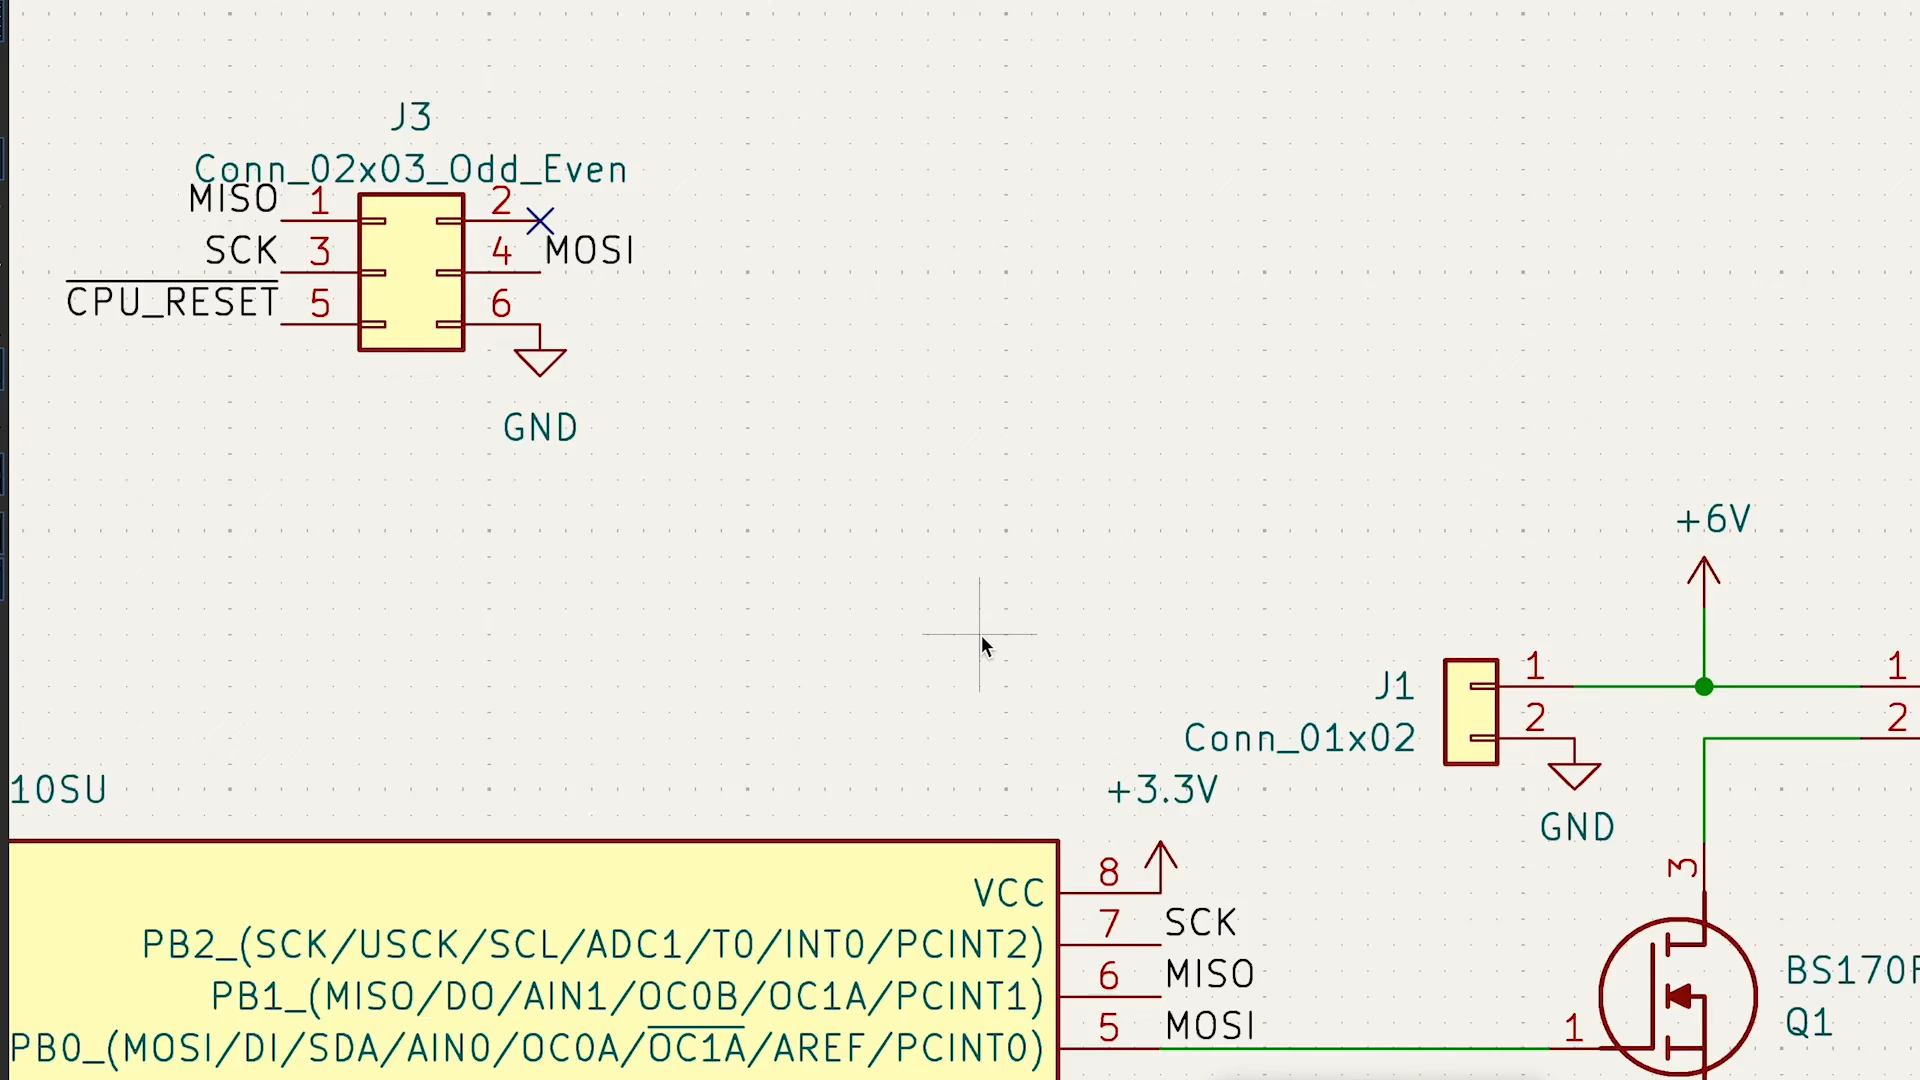 J3
Conn_02x03_Odd_Even
MISO 1 2
SCK 3 4 MOSI
CPU_RESET 5 6
GND
+6V
J1 1 1
2 2
Conn_01x02
GND
+3.3V
10SU
3
VCC 8
PB2_(SCK/USCK/SCL/ADC1/T0/INT0/PCINT2) 7 SCK
PB1_(MISO/DO/AIN1/OC0B/OC1A/PCINT1) 6 MISO
PB0_(MOSI/DI/SDA/AIN0/OC0A/OC1A/AREF/PCINT0) 5 MOSI
1
BS170F
Q1